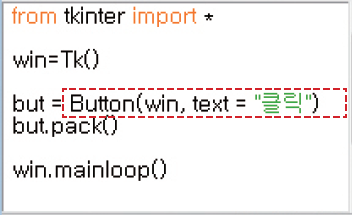 from tkinter import *
win=Tk()
but = Button(win, text = "클릭")
but.pack()
win.mainloop()